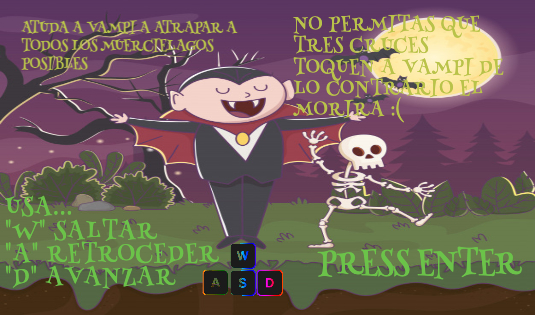 ATUDA A VAMPI A ATRAPAR A
TODOS LOS MUERCIELAGOS
POSIBLES
NO PERMITAS QUE
TRES CRUCES
TOQUEN A VAMPI DE
LO CONTRARIO EL
MORIRA :(
USA...
"W" SALTAR
"A" RETROCEDER
"D" AVANZAR
W
A S D
PRESS ENTER